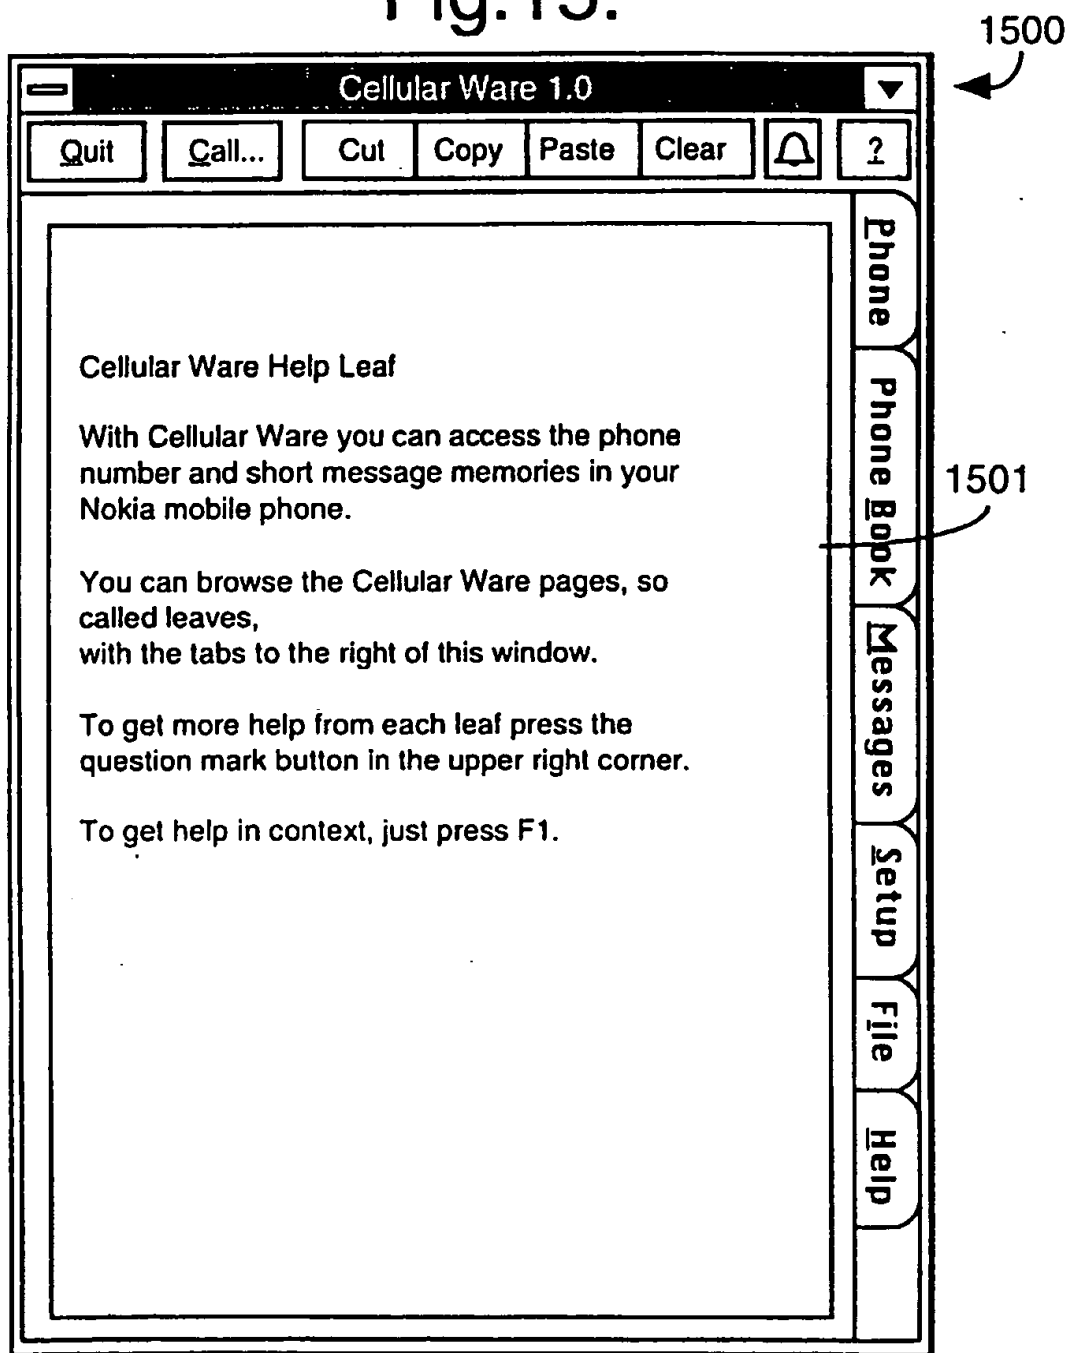 Fig.15.
1500
Cellular Ware 1.0
Quit Call... Cut Copy Paste Clear ?
Cellular Ware Help Leaf
With Cellular Ware you can access the phone
number and short message memories in your
Nokia mobile phone.
You can browse the Cellular Ware pages, so
called leaves,
with the tabs to the right of this window.
To get more help from each leaf press the
question mark button in the upper right corner.
To get help in context, just press F1.
Phone
Phone Book
Messages
Setup
File
Help
1501